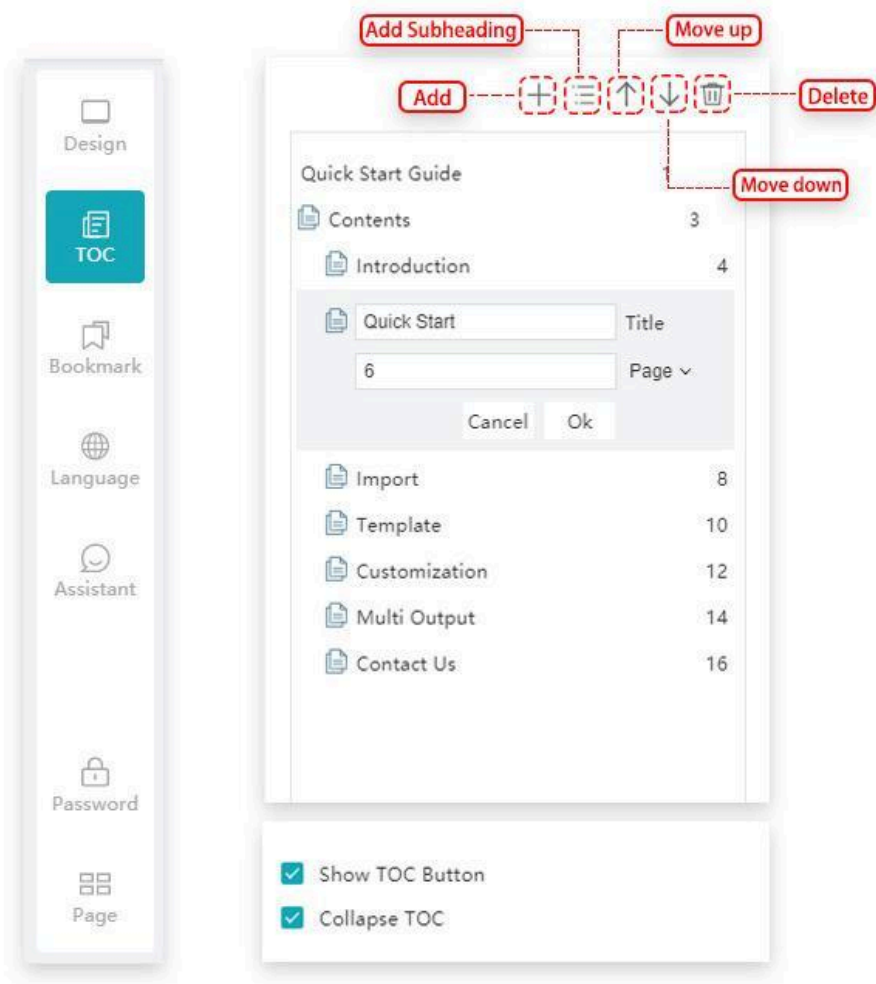 Add Subheading
Move up
Add
Delete
Move down
Design
TOC
Bookmark
Language
Assistant
Password
Page
Quick Start Guide
Contents 3
Introduction 4
Quick Start Title
6 Page
Cancel Ok
Import 8
Template 10
Customization 12
Multi Output 14
Contact Us 16
Show TOC Button
Collapse TOC